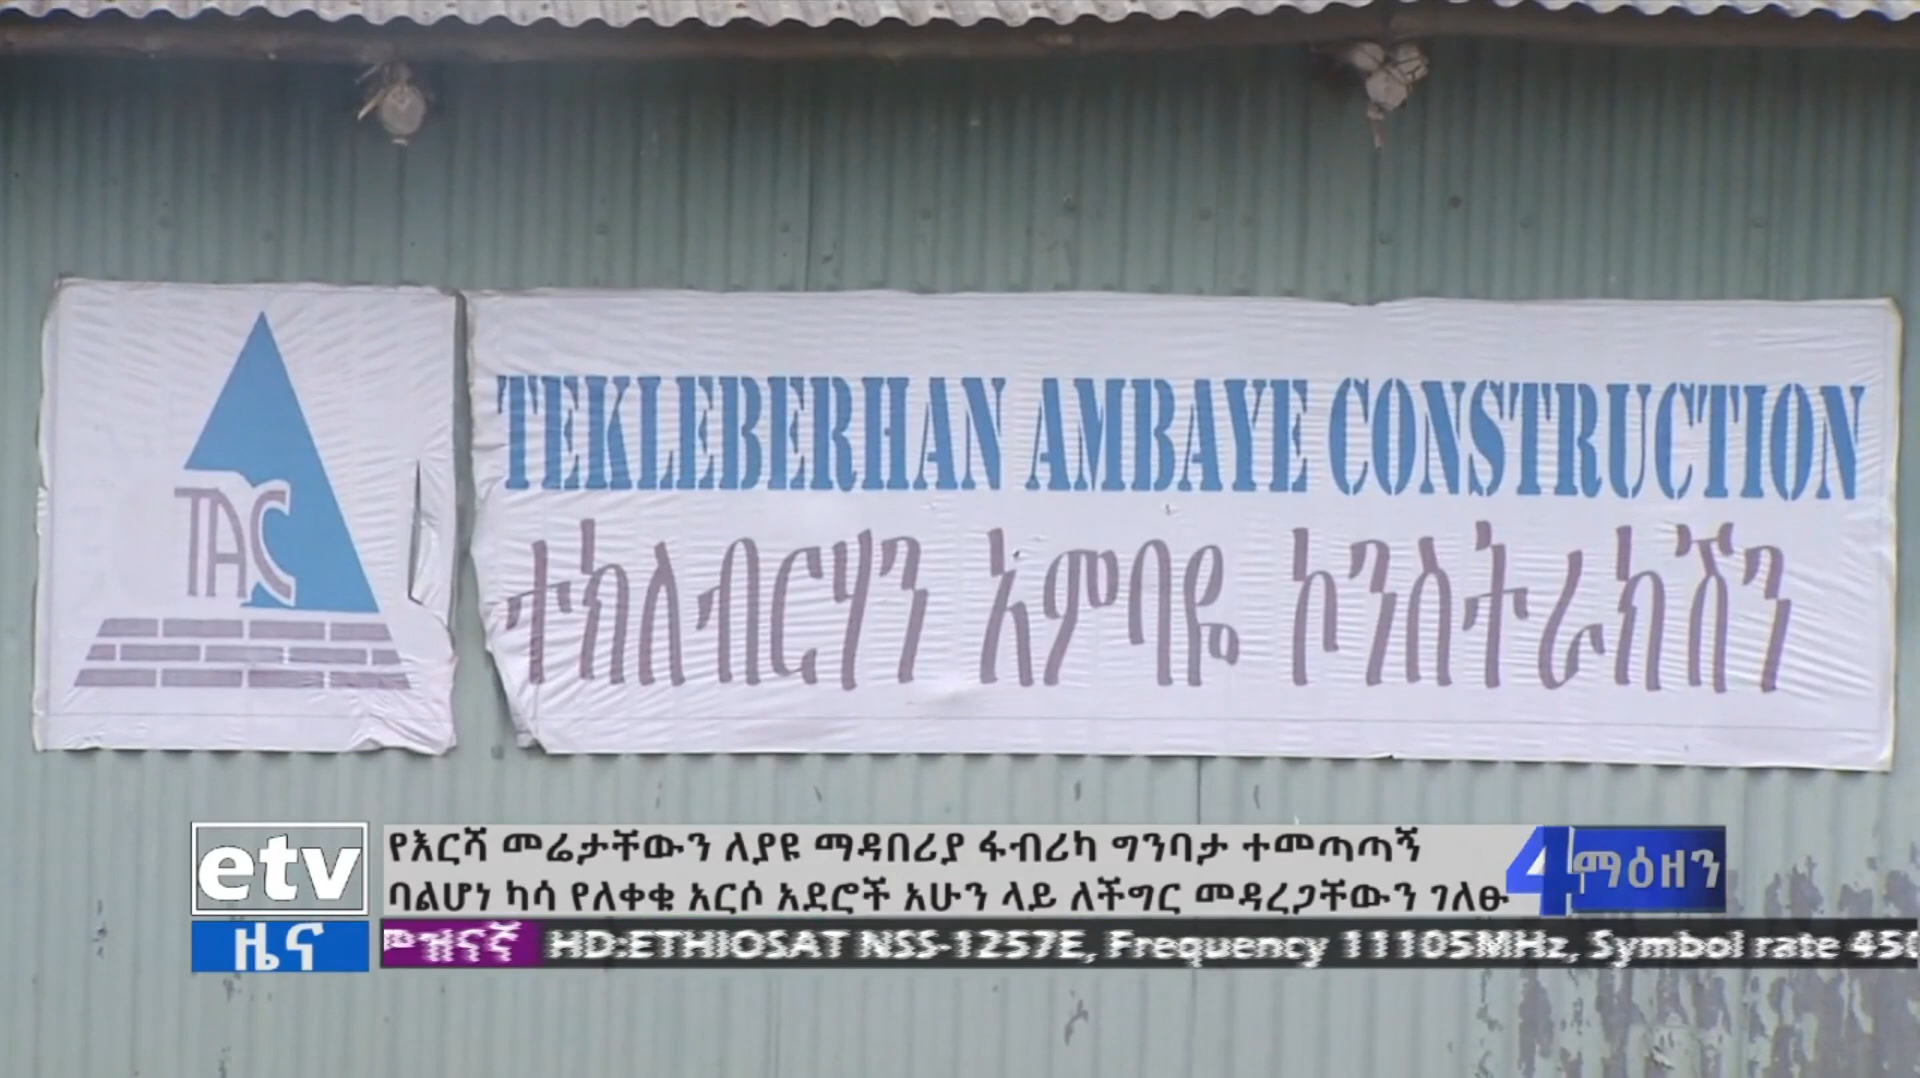 TAC
TEKLEBERHAN AMBAYE CONSTRUCTION
ተክለብርሃን አምባዬ ኮንስትራክሽን
etv
ዜና
የእርሻ መሬታቸውን ለያዩ ማዳበሪያ ፋብሪካ ግንባታ ተመጣጣኝ
ባልሆነ ካሳ የለቀቁ አርሶ አደሮች አሁን ላይ ለችግር መዳረጋቸውን ገለፁ
4 ማዕዘን
መዝናኛ HD:ETHIOSAT NSS-1257E, Frequency 11105MHz, Symbol rate 450